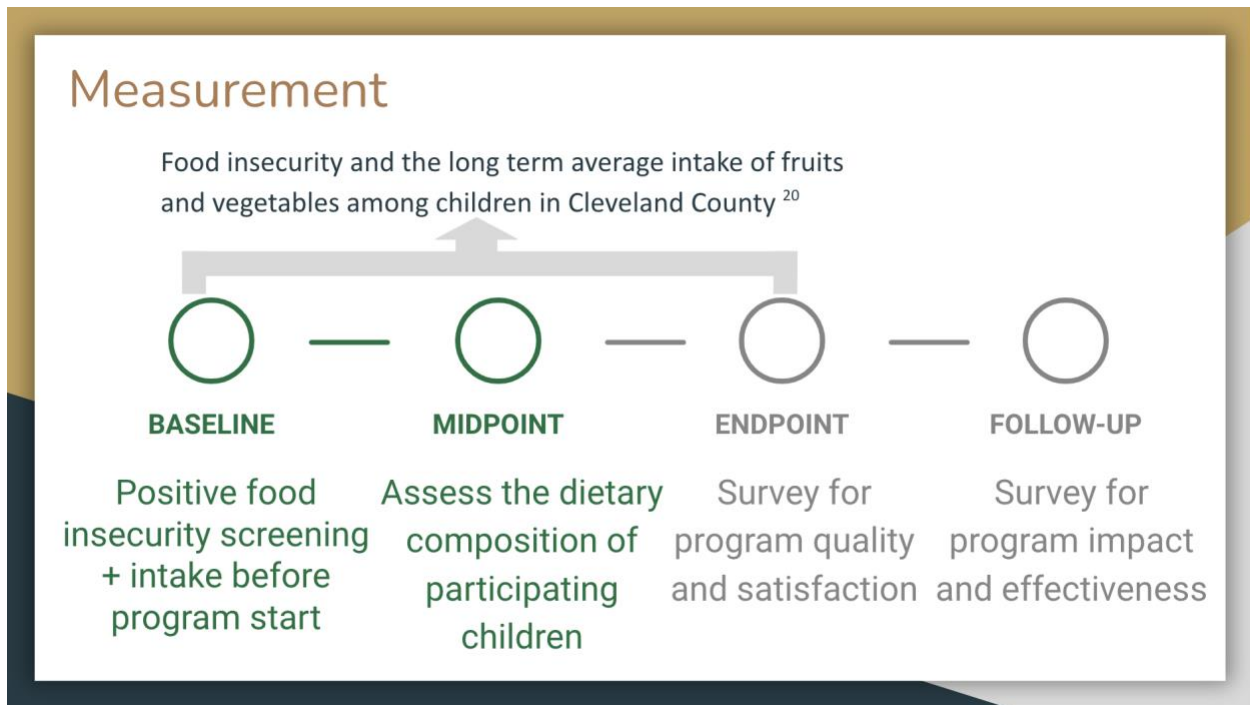 Measurement
Food insecurity and the long term average intake of fruits
and vegetables among children in Cleveland County 20
BASELINE
Positive food
insecurity screening
+ intake before
program start
MIDPOINT
Assess the dietary
composition of
participating
children
ENDPOINT
Survey for
program quality
and satisfaction
FOLLOW-UP
Survey for
program impact
and effectiveness